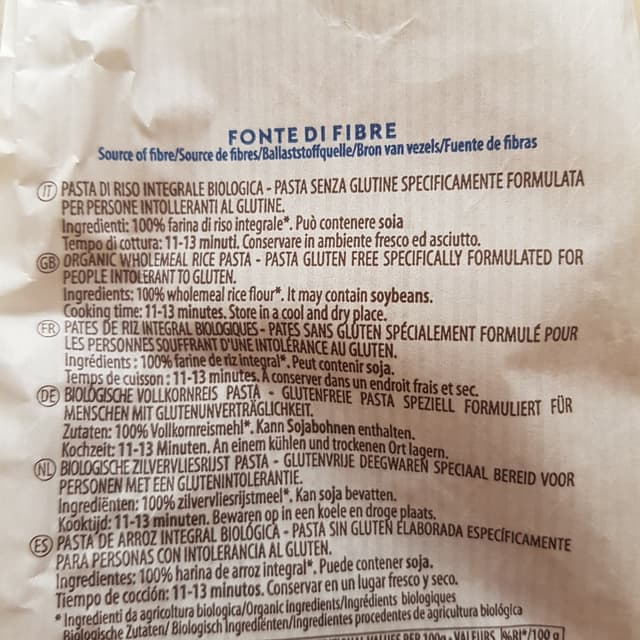 FONTE DI FIBRE
Source of fibre/Source de fibres/Ballaststoffquelle/Bron van vezels/Fuente de fibras
IT PASTA DI RISO INTEGRALE BIOLOGICA - PASTA SENZA GLUTINE SPECIFICAMENTE FORMULATA
PER PERSONE INTOLLERANTI AL GLUTINE.
Ingredienti: 100% farina di riso integrale*. Può contenere soia
Tempo di cottura: 11-13 minuti. Conservare in ambiente fresco ed asciutto.
GB ORGANIC WHOLEMEAL RICE PASTA - PASTA GLUTEN FREE SPECIFICALLY FORMULATED FOR
PEOPLE INTOLERANT TO GLUTEN.
Ingredients: 100% wholemeal rice flour*. It may contain soybeans.
Cooking time: 11-13 minutes. Store in a cool and dry place.
FR PATES DE RIZ INTEGRAL BIOLOGIQUES - PATES SANS GLUTEN SPÉCIALEMENT FORMULÉ POUR
LES PERSONNES SOUFFRANT D'UNE INTOLÉRANCE AU GLUTEN.
Ingrédients : 100% farine de riz integral*. Peut contenir soja.
Temps de cuisson : 11-13 minutes. A conserver dans un endroit frais et sec.
DE BIOLOGISCHE VOLLKORNREIS PASTA - GLUTENFREIE PASTA SPEZIELL FORMULIERT FÜR
MENSCHEN MIT GLUTENUNVERTRÄGLICHKEIT.
Zutaten: 100% Vollkornreismehl*. Kann Sojabohnen enthalten.
Kochzeit: 11-13 Minuten. An einem kühlen und trockenen Ort lagern.
NL BIOLOGISCHE ZILVERVLIESRIJST PASTA - GLUTENVRIJE DEEGWAREN SPECIAAL BEREID VOOR
PERSONEN MET EEN GLUTENINTOLERANTIE.
Ingrediënten: 100% zilvervliesrijstmeel*. Kan soja bevatten.
Kooktijd: 11-13 minuten. Bewaren op in een koele en droge plaats.
ES PASTA DE ARROZ INTEGRAL BIOLÓGICA - PASTA SIN GLUTEN ELABORADA ESPECÍFICAMENTE
PARA PERSONAS CON INTOLERANCIA AL GLUTEN.
Ingredientes: 100% harina de arroz integral*. Puede contener soja.
Tiempo de cocción: 11-13 minutos. Conservar en un lugar fresco y seco.
* Ingredienti da agricoltura biologica/Organic ingredients/Ingrédients biologiques
Biologische Zutaten/ Biologisch Ingrediënten/Ingredientes procedentes de agricultura biológica
VALUES PER 100g - VALEURS